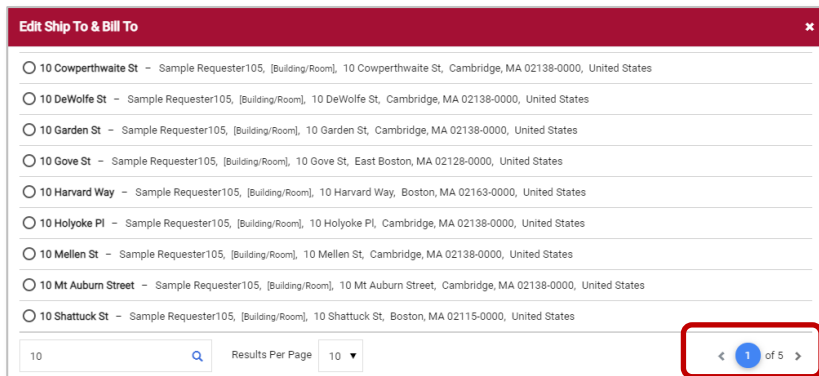 Edit Ship To & Bill To ×
10 Cowperthwaite St – Sample Requester105, [Building/Room], 10 Cowperthwaite St, Cambridge, MA 02138-0000, United States
10 DeWolfe St – Sample Requester105, [Building/Room], 10 DeWolfe St, Cambridge, MA 02138-0000, United States
10 Garden St – Sample Requester105, [Building/Room], 10 Garden St, Cambridge, MA 02138-0000, United States
10 Gove St – Sample Requester105, [Building/Room], 10 Gove St, East Boston, MA 02128-0000, United States
10 Harvard Way – Sample Requester105, [Building/Room], 10 Harvard Way, Boston, MA 02163-0000, United States
10 Holyoke Pl – Sample Requester105, [Building/Room], 10 Holyoke Pl, Cambridge, MA 02138-0000, United States
10 Mellen St – Sample Requester105, [Building/Room], 10 Mellen St, Cambridge, MA 02138-0000, United States
10 Mt Auburn Street – Sample Requester105, [Building/Room], 10 Mt Auburn Street, Cambridge, MA 02138-0000, United States
10 Shattuck St – Sample Requester105, [Building/Room], 10 Shattuck St, Boston, MA 02115-0000, United States
10 Results Per Page 10 ▼ < 1 of 5 >